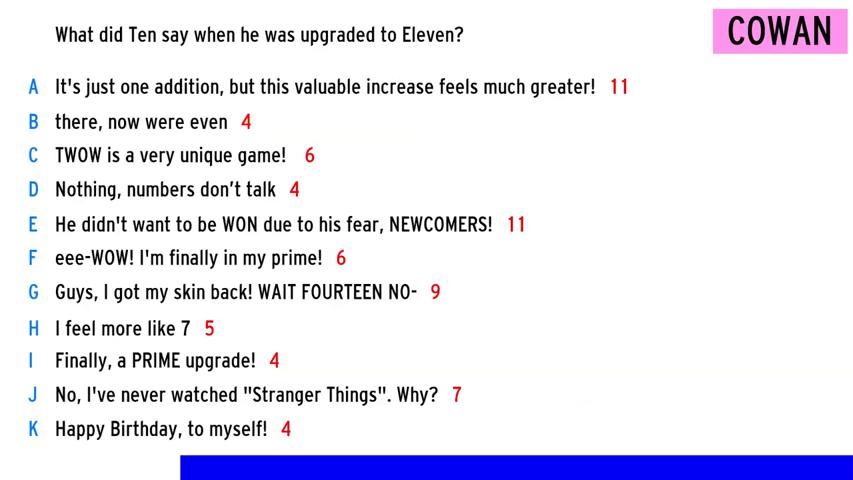 What did Ten say when he was upgraded to Eleven?
COWAN
A It's just one addition, but this valuable increase feels much greater! 11
B there, now were even 4
C TWOW is a very unique game! 6
D Nothing, numbers don't talk 4
E He didn't want to be WON due to his fear, NEWCOMERS! 11
F eee-WOW! I'm finally in my prime! 6
G Guys, I got my skin back! WAIT FOURTEEN NO- 9
H I feel more like 7 5
I Finally, a PRIME upgrade! 4
J No, I've never watched "Stranger Things". Why? 7
K Happy Birthday, to myself! 4